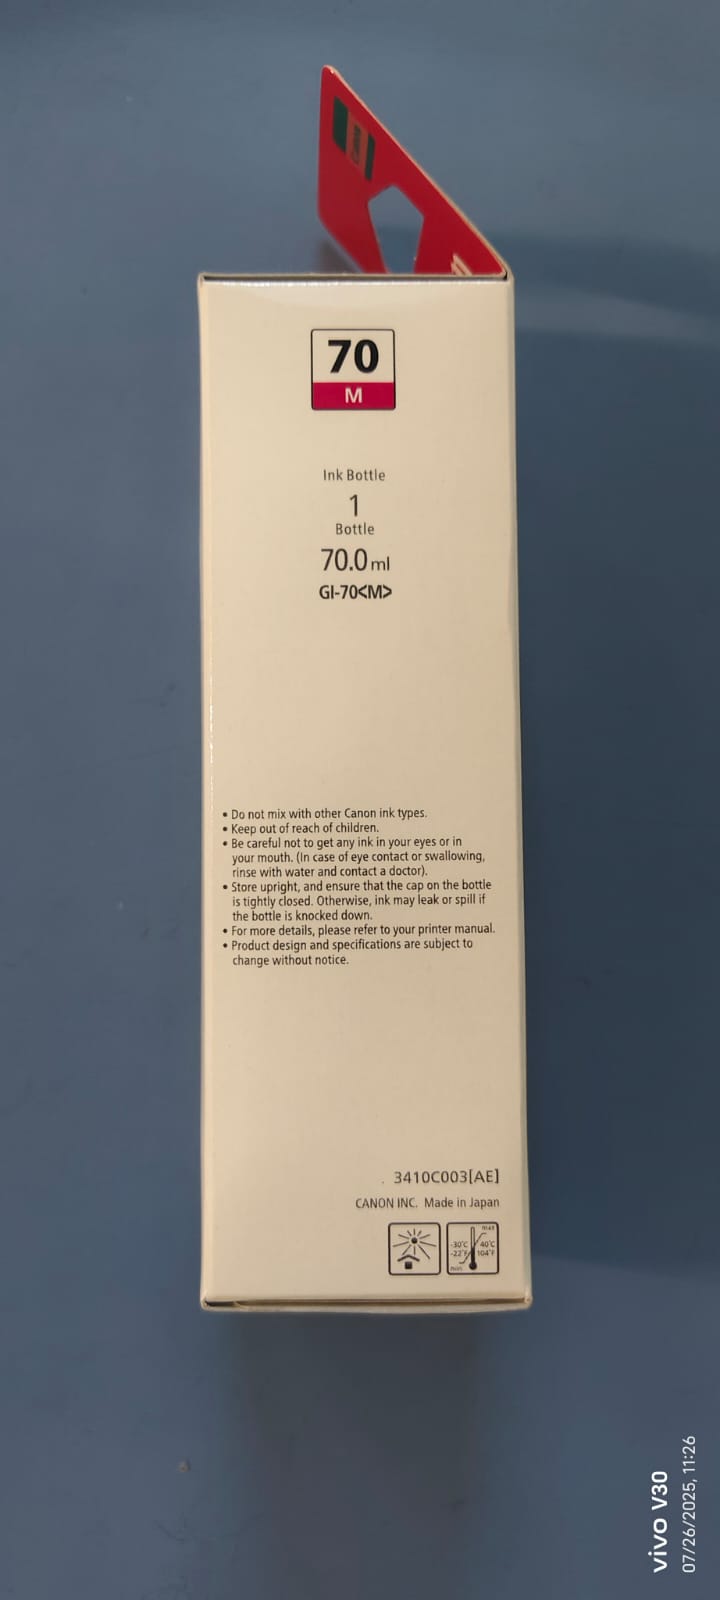 70
M
Ink Bottle
1
Bottle
70.0 ml
GI-70<M>
• Do not mix with other Canon ink types.
• Keep out of reach of children.
• Be careful not to get any ink in your eyes or in
your mouth. (In case of eye contact or swallowing,
rinse with water and contact a doctor).
• Store upright, and ensure that the cap on the bottle
is tightly closed. Otherwise, ink may leak or spill if
the bottle is knocked down.
• For more details, please refer to your printer manual.
• Product design and specifications are subject to
change without notice.
3410C003[AE]
CANON INC. Made in Japan
max
-30°C 40°C
-22°F 104°F
min
vivo V30
07/26/2025, 11:26